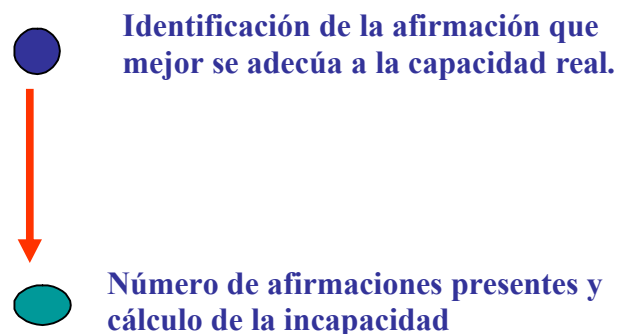 Identificación de la afirmación que
mejor se adecúa a la capacidad real.
Número de afirmaciones presentes y
cálculo de la incapacidad